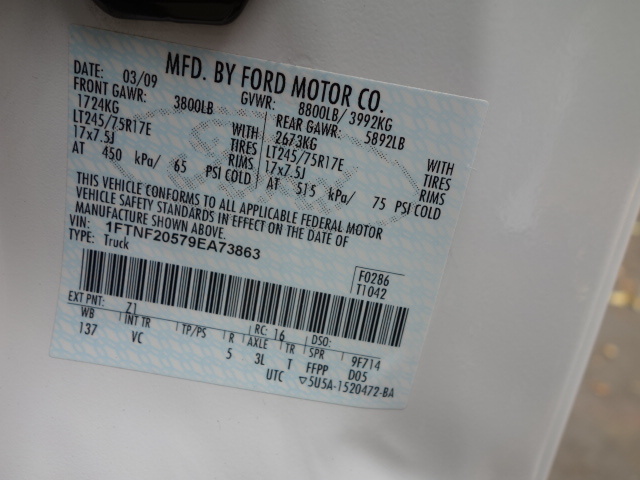 MFD. BY FORD MOTOR CO.
DATE: 03/09 GVWR: 8800LB/ 3992KG
FRONT GAWR: 3800LB REAR GAWR: 5892LB
1724KG WITH 2673KG WITH
LT245/75R17E TIRES LT245/75R17E TIRES
17x7.5J RIMS 17x7.5J RIMS
AT 450 kPa/ 65 PSI COLD AT 515 kPa/ 75 PSI COLD
THIS VEHICLE CONFORMS TO ALL APPLICABLE FEDERAL MOTOR
VEHICLE SAFETY STANDARDS IN EFFECT ON THE DATE OF
MANUFACTURE SHOWN ABOVE.
VIN: 1FTNF20579EA73863
TYPE: Truck
F0286
T1042
EXT PNT: Z1 RC: 16 DSO:
WB INT TR TP/PS R AXLE TR SPR 9F714
137 VC 5 3L T FFPP D05
UTC ▽5U5A-1520472-BA